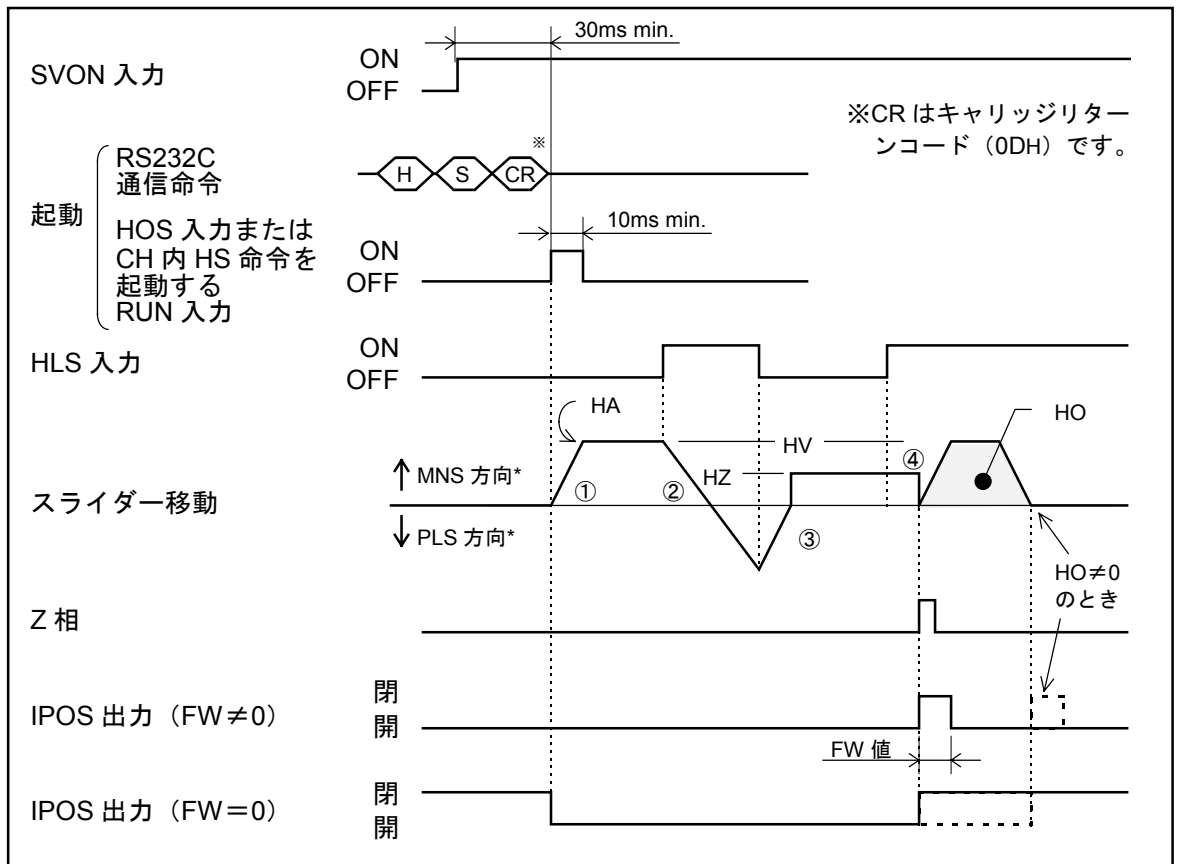 30ms min.
SVON 入力
ON
OFF
※CR はキャリッジリター
ンコード（0DH）です。
※
起動
RS232C
通信命令
H
S
CR
HOS 入力または
CH 内 HS 命令を
起動する
RUN 入力
10ms min.
ON
OFF
HLS 入力
ON
OFF
HA
HO
HV
HZ
④
スライダー移動
↑ MNS 方向*
↓ PLS 方向*
①
②
③
HO≠0
のとき
Z 相
IPOS 出力（FW≠0）
閉
開
FW 値
IPOS 出力（FW＝0）
閉
開